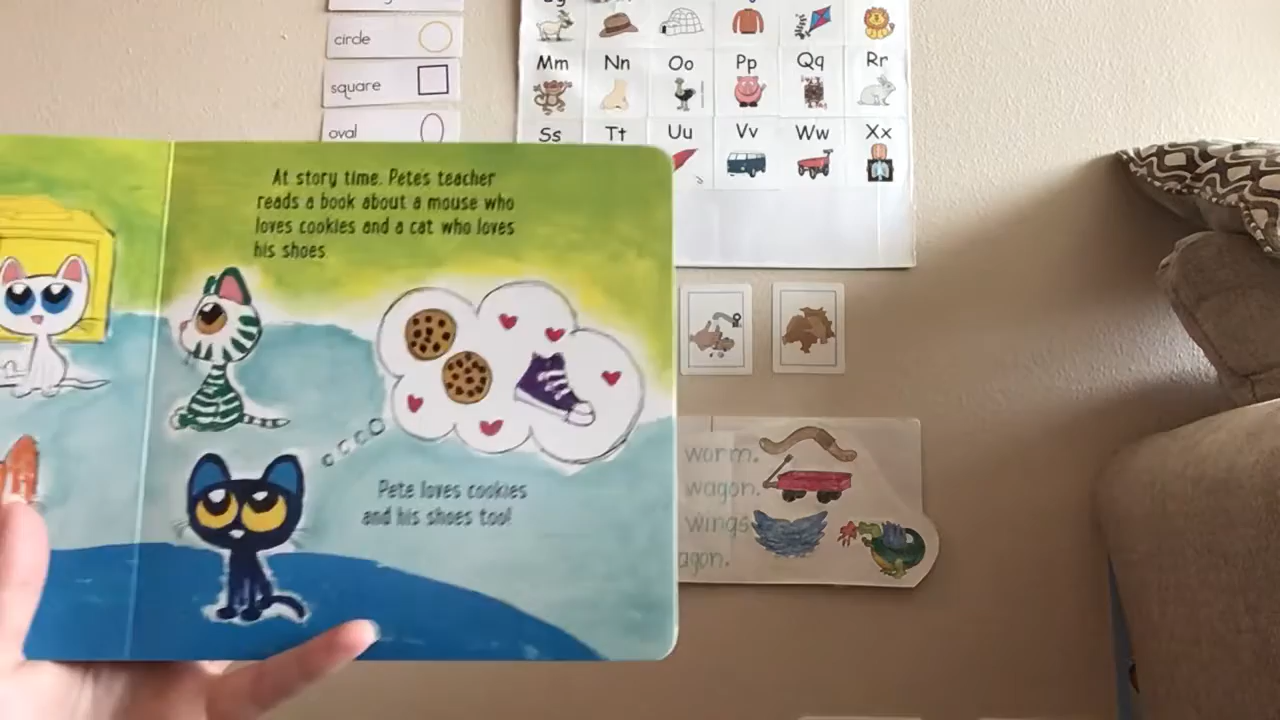 circle
square
oval
Mm Nn Oo Pp Qq Rr
Ss Tt Uu Vv Ww Xx
At story time, Pete's teacher
reads a book about a mouse who
loves cookies and a cat who loves
his shoes.
Pete loves cookies
and his shoes too!
worm.
wagon.
wings
agon.